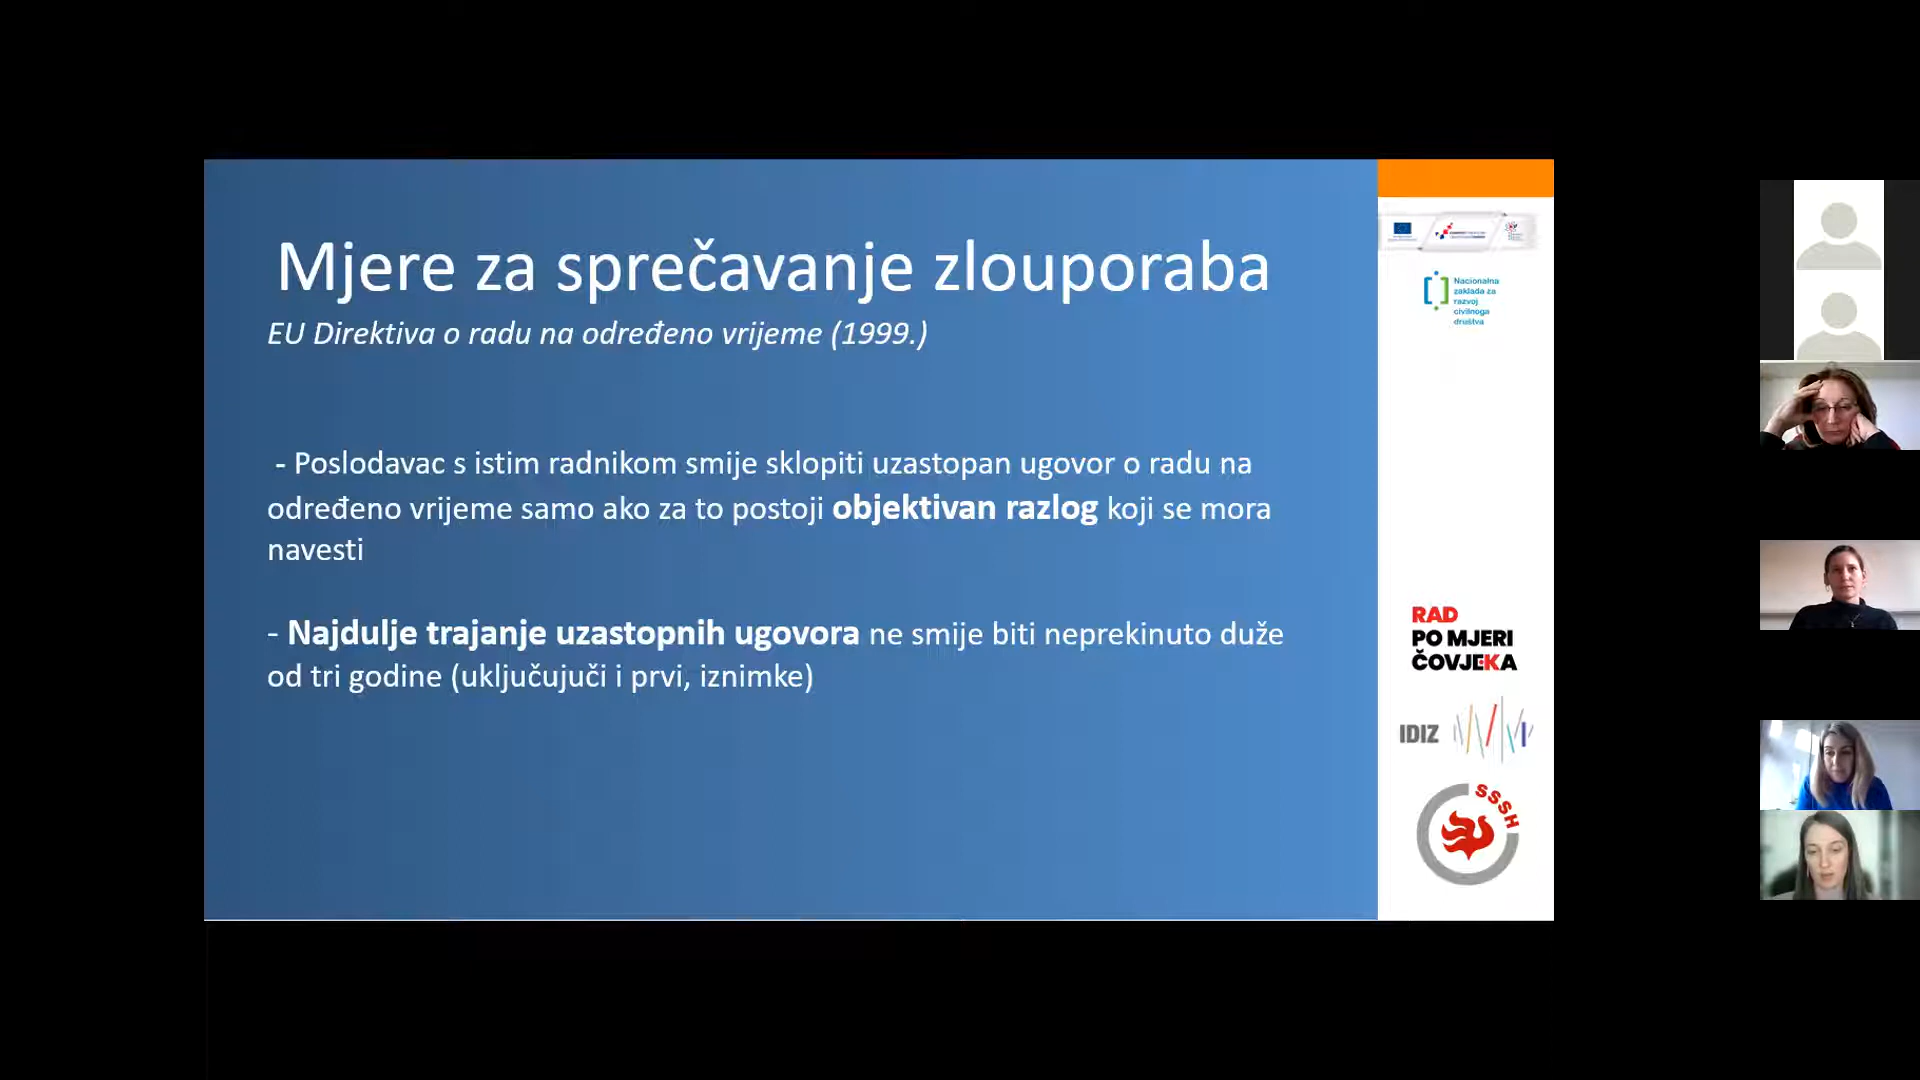 Mjere za sprečavanje zlouporaba
EU Direktiva o radu na određeno vrijeme (1999.)
- Poslodavac s istim radnikom smije sklopiti uzastopan ugovor o radu na
određeno vrijeme samo ako za to postoji objektivan razlog koji se mora
navesti
- Najdulje trajanje uzastopnih ugovora ne smije biti neprekinuto duže
od tri godine (uključujuči i prvi, iznimke)
Nacionalna
zaklada za
razvoj
civilnoga
društva
RAD
PO MJERI
ČOVJEKA
IDIZ
SSSH